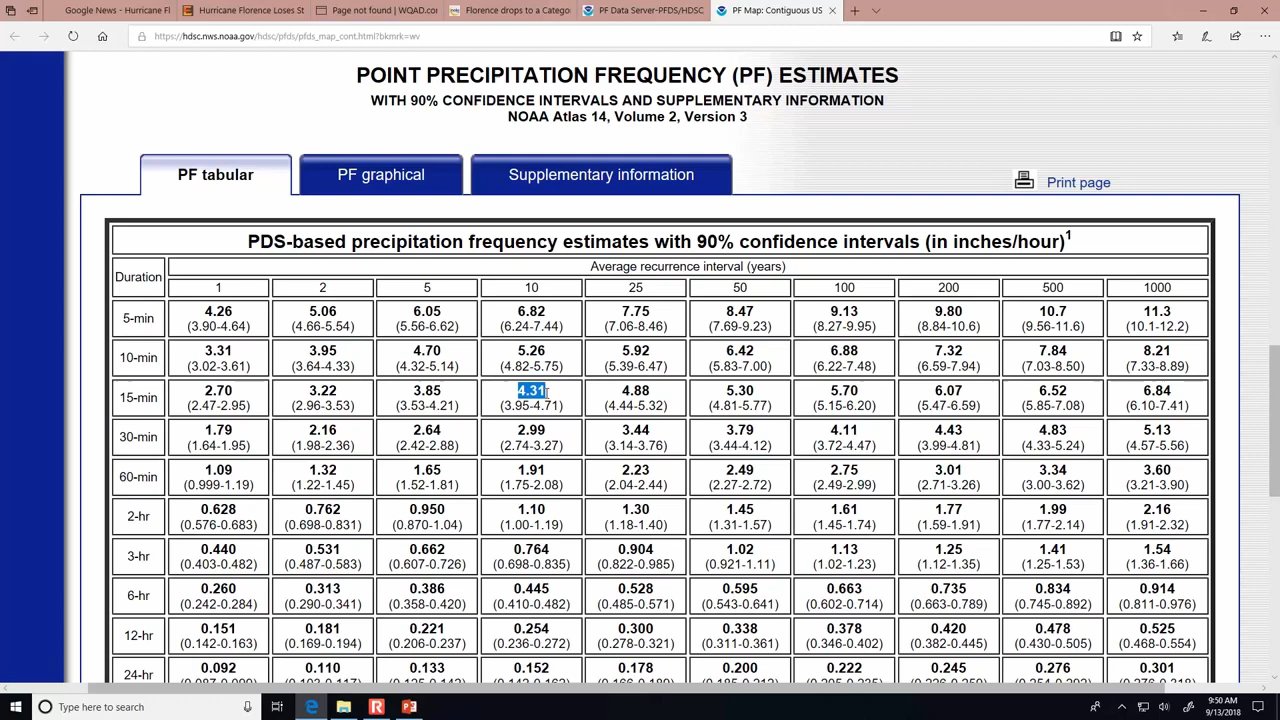 Google News - Hurricane Fl
Hurricane Florence Loses St
Page not found | WQAD.cor
Florence drops to a Categor
PF Data Server-PFDS/HDSC
PF Map: Contiguous US
https://hdsc.nws.noaa.gov/hdsc/pfds/pfds_map_cont.html?bkmrk=wv
POINT PRECIPITATION FREQUENCY (PF) ESTIMATES
WITH 90% CONFIDENCE INTERVALS AND SUPPLEMENTARY INFORMATION
NOAA Atlas 14, Volume 2, Version 3
PF tabular
PF graphical
Supplementary information
Print page
PDS-based precipitation frequency estimates with 90% confidence intervals (in inches/hour)1
Duration
Average recurrence interval (years)
1 2 5 10 25 50 100 200 500 1000
5-min 4.26 5.06 6.05 6.82 7.75 8.47 9.13 9.80 10.7 11.3
(3.90-4.64) (4.66-5.54) (5.56-6.62) (6.24-7.44) (7.06-8.46) (7.69-9.23) (8.27-9.95) (8.84-10.6) (9.56-11.6) (10.1-12.2)
10-min 3.31 3.95 4.70 5.26 5.92 6.42 6.88 7.32 7.84 8.21
(3.02-3.61) (3.64-4.33) (4.32-5.14) (4.82-5.75) (5.39-6.47) (5.83-7.00) (6.22-7.48) (6.59-7.94) (7.03-8.50) (7.33-8.89)
15-min 2.70 3.22 3.85 4.31 4.88 5.30 5.70 6.07 6.52 6.84
(2.47-2.95) (2.96-3.53) (3.53-4.21) (3.95-4.71) (4.44-5.32) (4.81-5.77) (5.15-6.20) (5.47-6.59) (5.85-7.08) (6.10-7.41)
30-min 1.79 2.16 2.64 2.99 3.44 3.79 4.11 4.43 4.83 5.13
(1.64-1.95) (1.98-2.36) (2.42-2.88) (2.74-3.27) (3.14-3.76) (3.44-4.12) (3.72-4.47) (3.99-4.81) (4.33-5.24) (4.57-5.56)
60-min 1.09 1.32 1.65 1.91 2.23 2.49 2.75 3.01 3.34 3.60
(0.999-1.19) (1.22-1.45) (1.52-1.81) (1.75-2.08) (2.04-2.44) (2.27-2.72) (2.49-2.99) (2.71-3.26) (3.00-3.62) (3.21-3.90)
2-hr 0.628 0.762 0.950 1.10 1.30 1.45 1.61 1.77 1.99 2.16
(0.576-0.683) (0.698-0.831) (0.870-1.04) (1.00-1.19) (1.18-1.40) (1.31-1.57) (1.45-1.74) (1.59-1.91) (1.77-2.14) (1.91-2.32)
3-hr 0.440 0.531 0.662 0.764 0.904 1.02 1.13 1.25 1.41 1.54
(0.403-0.482) (0.487-0.583) (0.607-0.726) (0.698-0.835) (0.822-0.985) (0.921-1.11) (1.02-1.23) (1.12-1.35) (1.25-1.53) (1.36-1.66)
6-hr 0.260 0.313 0.386 0.445 0.528 0.595 0.663 0.735 0.834 0.914
(0.242-0.284) (0.290-0.341) (0.358-0.420) (0.410-0.482) (0.485-0.571) (0.543-0.641) (0.602-0.714) (0.663-0.789) (0.745-0.892) (0.811-0.976)
12-hr 0.151 0.181 0.221 0.254 0.300 0.338 0.378 0.420 0.478 0.525
(0.142-0.163) (0.169-0.194) (0.206-0.237) (0.236-0.272) (0.278-0.321) (0.311-0.361) (0.346-0.402) (0.382-0.445) (0.430-0.505) (0.468-0.554)
24-hr 0.092 0.110 0.133 0.152 0.178 0.200 0.222 0.245 0.276 0.301
Type here to search
9:50 AM
9/13/2018